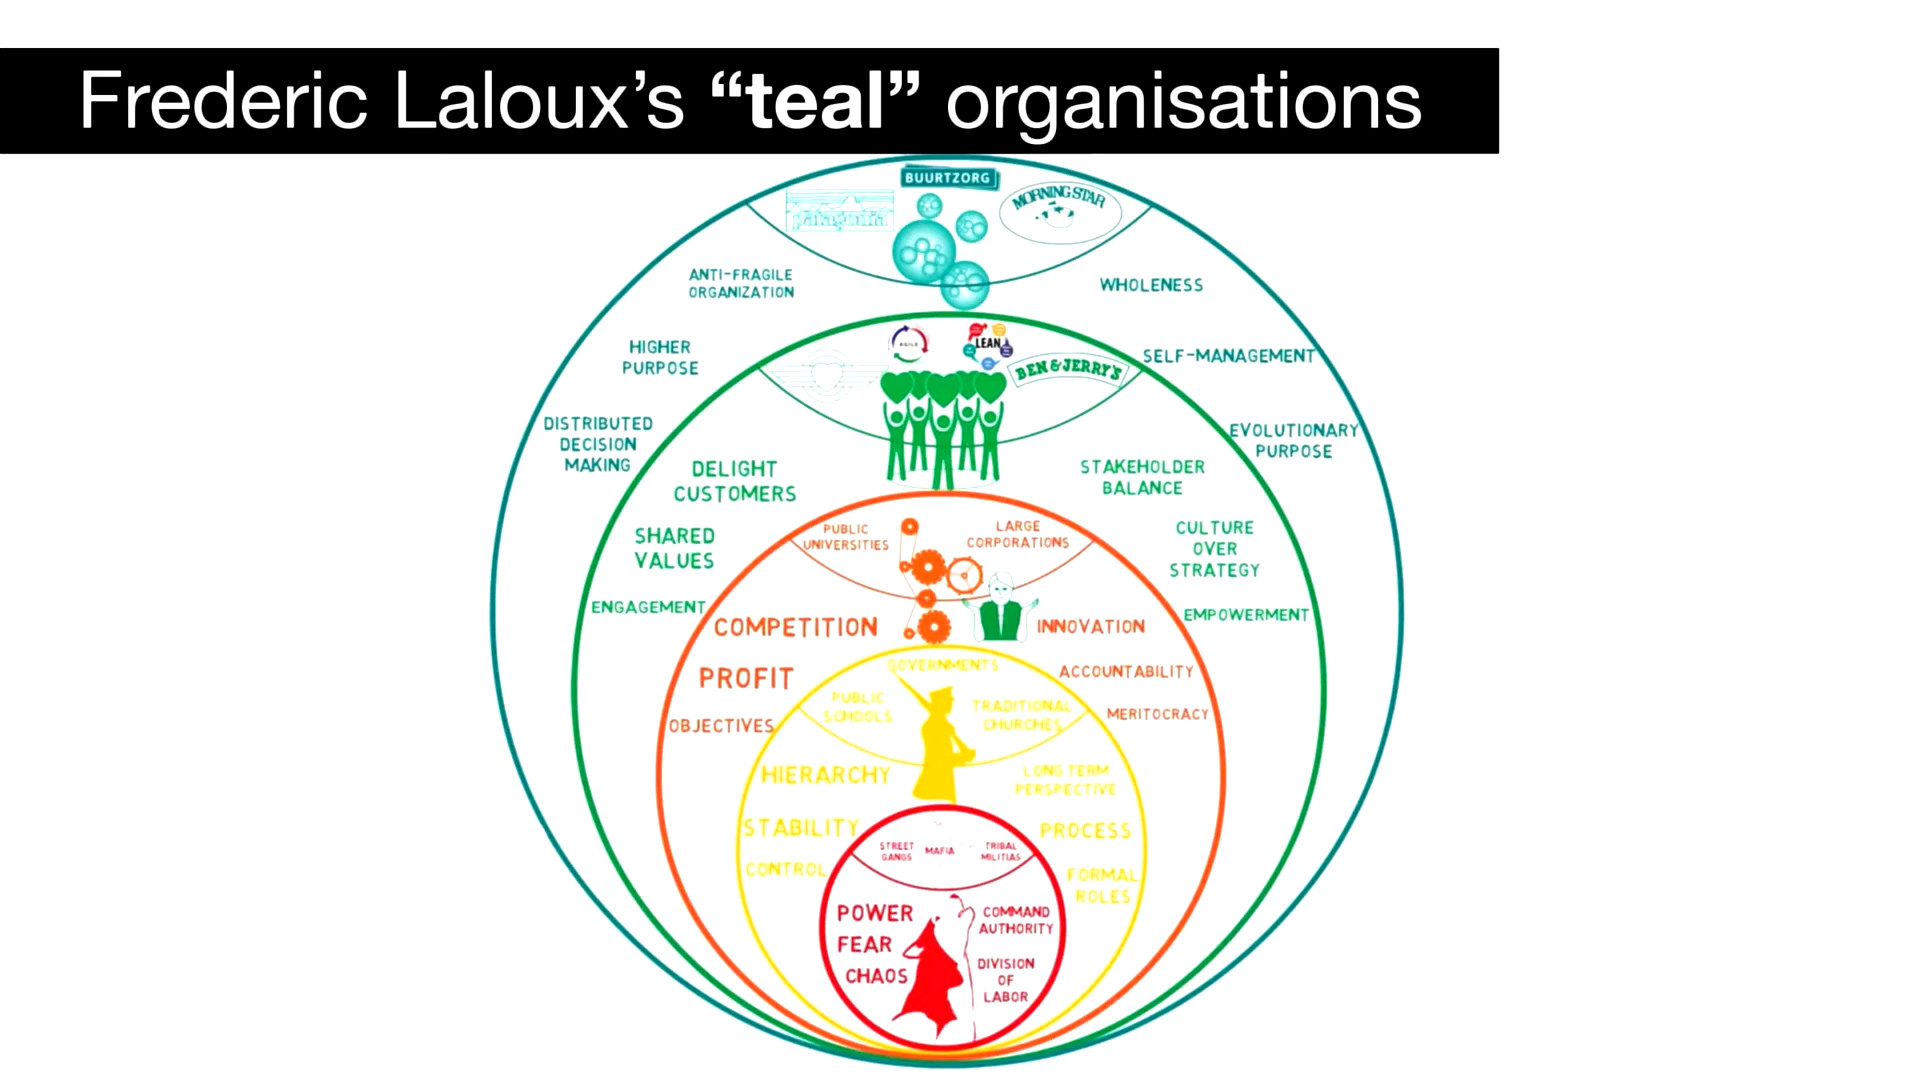 Frederic Laloux’s “teal” organisations
BUURTZORG
patagonia
MORNING STAR
ANTI-FRAGILE
ORGANIZATION
WHOLENESS
HIGHER
PURPOSE
SELF-MANAGEMENT
DISTRIBUTED
DECISION
MAKING
EVOLUTIONARY
PURPOSE
AGILE
LEAN
BEN & JERRY'S
DELIGHT
CUSTOMERS
STAKEHOLDER
BALANCE
SHARED
VALUES
CULTURE
OVER
STRATEGY
ENGAGEMENT
EMPOWERMENT
PUBLIC
UNIVERSITIES
LARGE
CORPORATIONS
COMPETITION
INNOVATION
PROFIT
ACCOUNTABILITY
OBJECTIVES
MERITOCRACY
GOVERNMENTS
PUBLIC
SCHOOLS
TRADITIONAL
CHURCHES
HIERARCHY
LONG TERM
PERSPECTIVE
STABILITY
PROCESS
CONTROL
FORMAL
ROLES
STREET
GANGS
MAFIA
TRIBAL
MILITIAS
POWER
FEAR
CHAOS
COMMAND
AUTHORITY
DIVISION
OF
LABOR